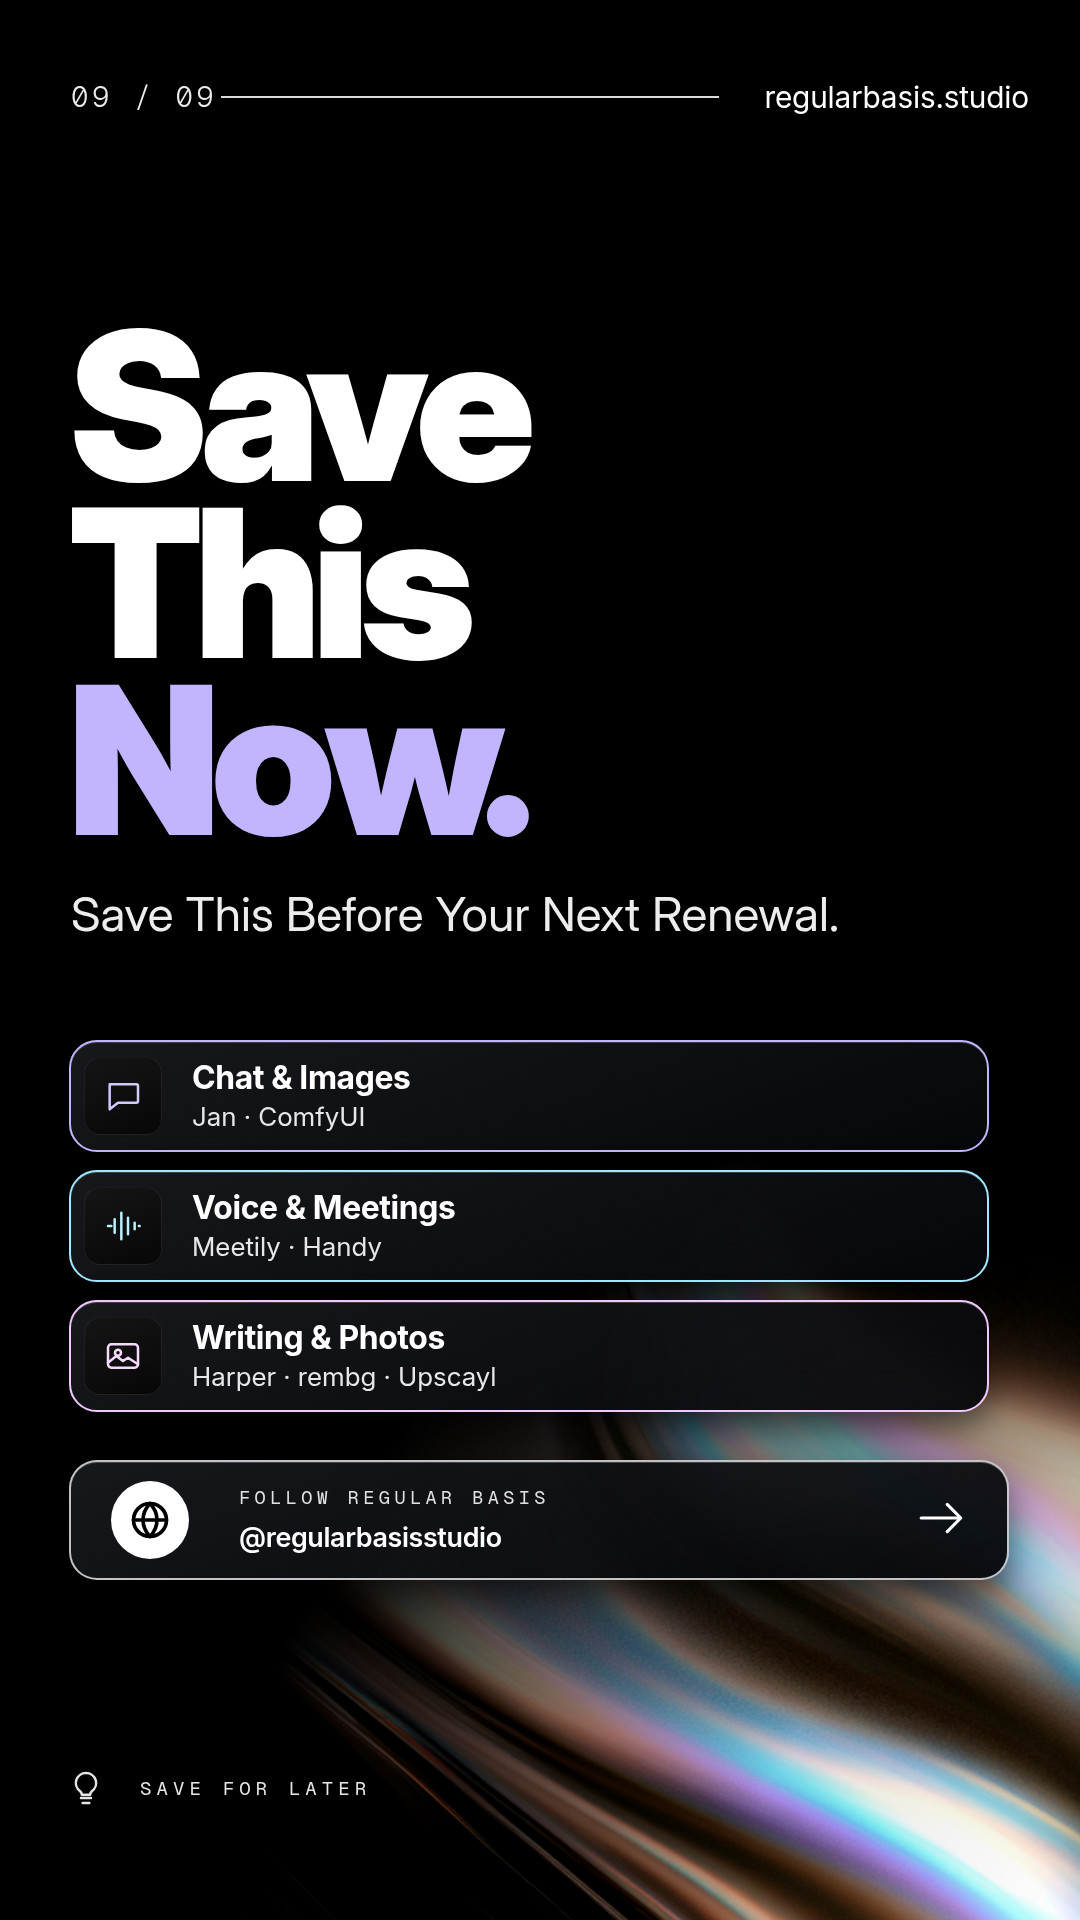 09 / 09
regularbasis.studio
Save
This
Now.
Save This Before Your Next Renewal.
Chat & Images
Jan · ComfyUI
Voice & Meetings
Meetily · Handy
Writing & Photos
Harper · rembg · Upscayl
FOLLOW REGULAR BASIS
@regularbasisstudio
SAVE FOR LATER